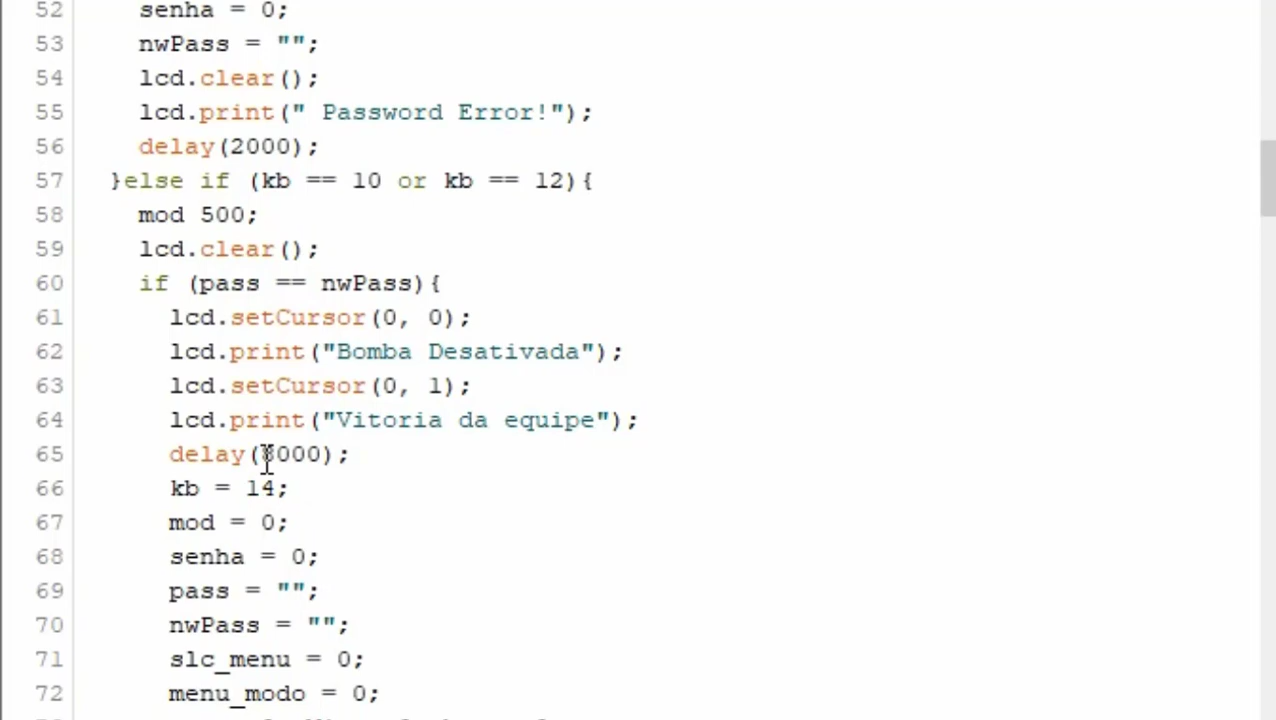 52 senha = 0;
53 nwPass = "";
54 lcd.clear();
55 lcd.print(" Password Error!");
56 delay(2000);
57 }else if (kb == 10 or kb == 12){
58 mod 500;
59 lcd.clear();
60 if (pass == nwPass){
61 lcd.setCursor(0, 0);
62 lcd.print("Bomba Desativada");
63 lcd.setCursor(0, 1);
64 lcd.print("Vitoria da equipe");
65
66 kb = 14;
67 mod = 0;
68 senha = 0;
69 pass = "";
70 nwPass = "";
71 slc_menu = 0;
72 menu_modo = 0;